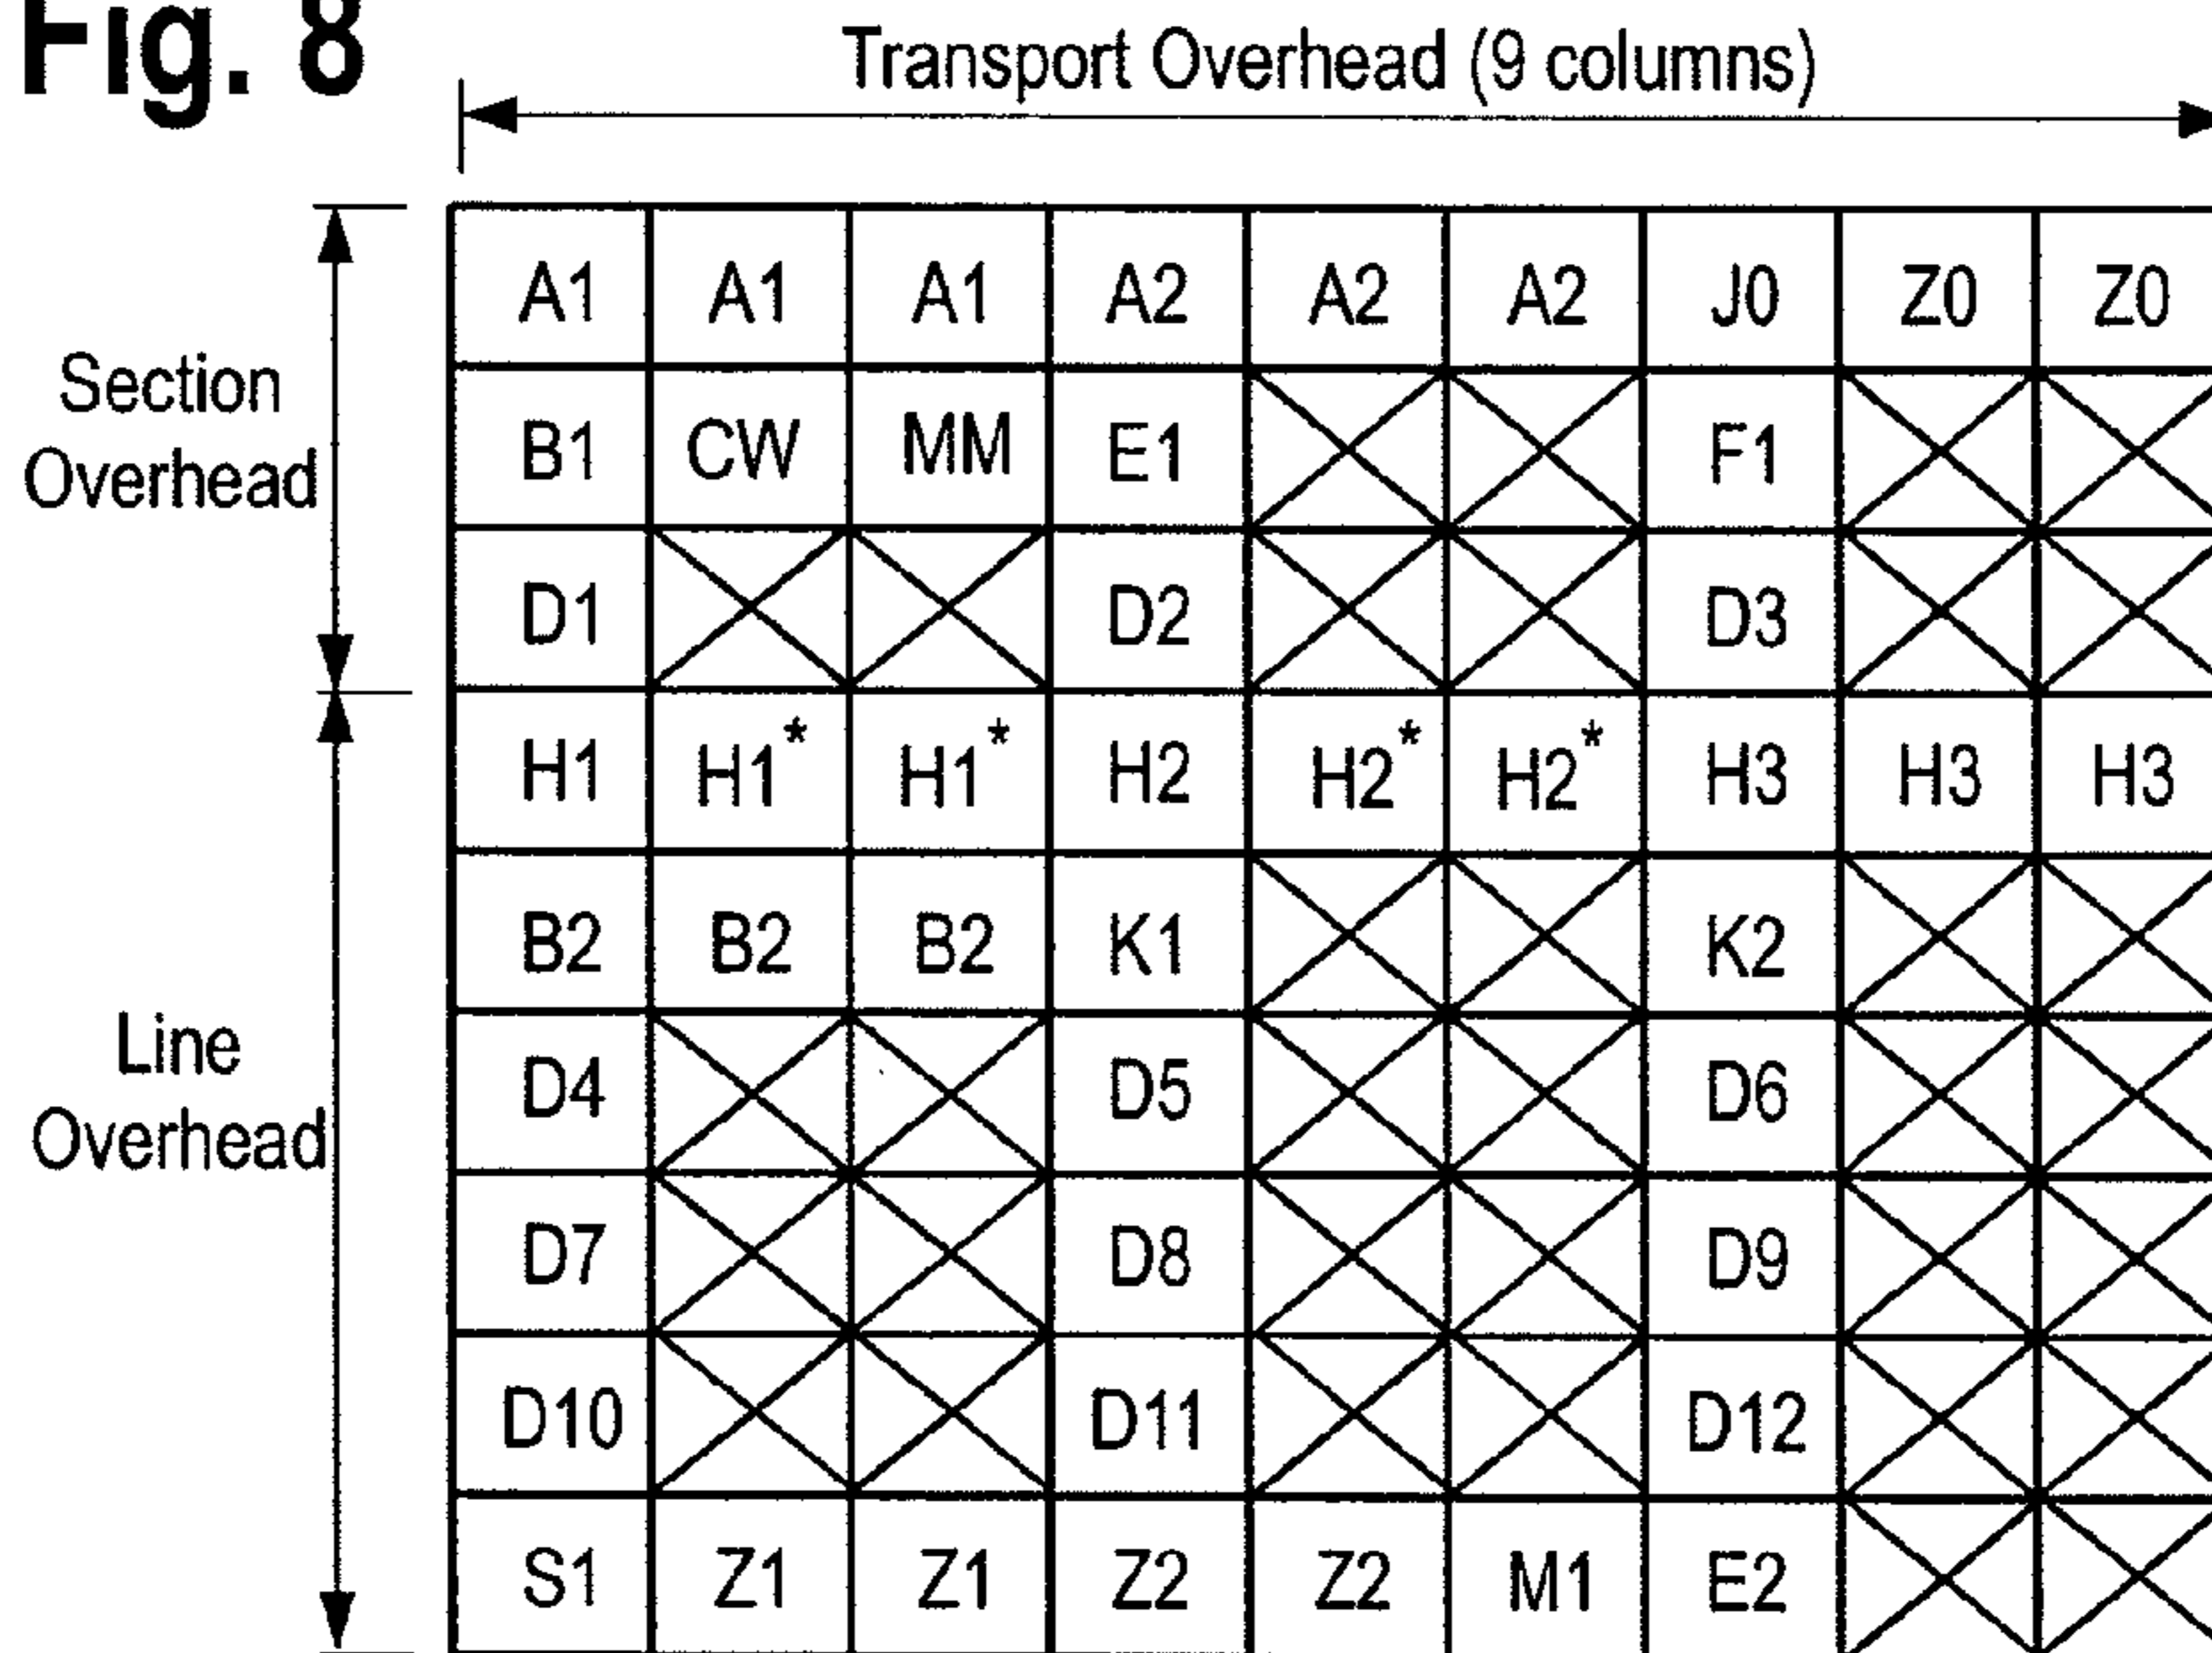 Fig. 8
Transport Overhead (9 columns)
Section
Overhead
A1 A1 A1 A2 A2 A2 J0 Z0 Z0
B1 CW MM E1 F1
D1 D2 D3
Line
Overhead
H1 H1* H1* H2 H2* H2* H3 H3 H3
B2 B2 B2 K1 K2
D4 D5 D6
D7 D8 D9
D10 D11 D12
S1 Z1 Z1 Z2 Z2 M1 E2